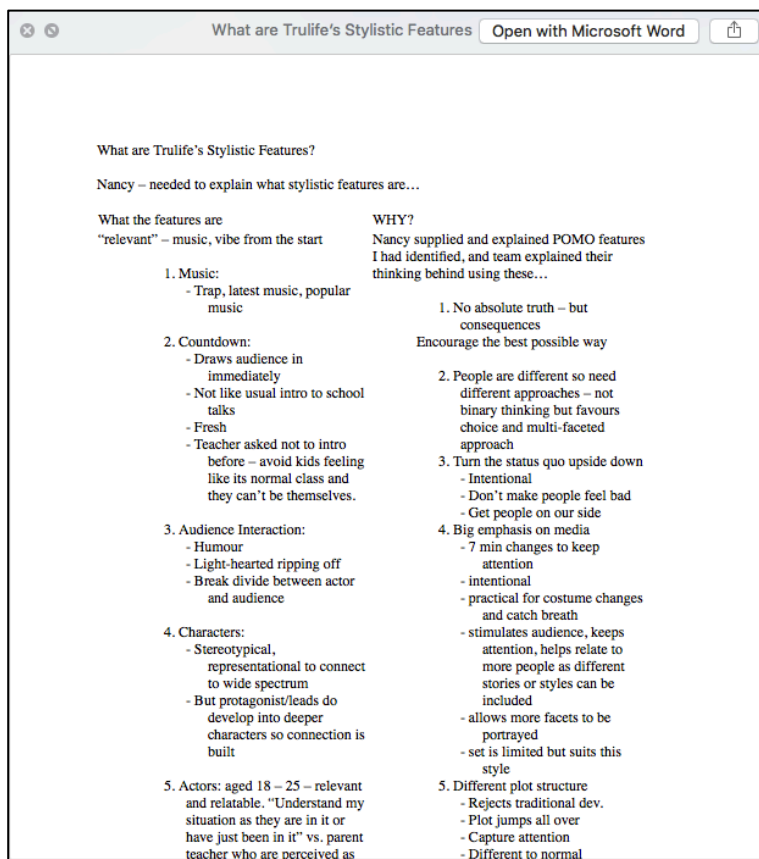 What are Trulife's Stylistic Features
Open with Microsoft Word
What are Trulife's Stylistic Features?
Nancy – needed to explain what stylistic features are…
What the features are
"relevant" – music, vibe from the start
1. Music:
- Trap, latest music, popular
music
2. Countdown:
- Draws audience in
immediately
- Not like usual intro to school
talks
- Fresh
- Teacher asked not to intro
before – avoid kids feeling
like its normal class and
they can't be themselves.
3. Audience Interaction:
- Humour
- Light-hearted ripping off
- Break divide between actor
and audience
4. Characters:
- Stereotypical,
representational to connect
to wide spectrum
- But protagonist/leads do
develop into deeper
characters so connection is
built
5. Actors: aged 18 – 25 – relevant
and relatable. "Understand my
situation as they are in it or
have just been in it" vs. parent
teacher who are perceived as
WHY?
Nancy supplied and explained POMO features
I had identified, and team explained their
thinking behind using these…
1. No absolute truth – but
consequences
Encourage the best possible way
2. People are different so need
different approaches – not
binary thinking but favours
choice and multi-faceted
approach
3. Turn the status quo upside down
- Intentional
- Don't make people feel bad
- Get people on our side
4. Big emphasis on media
- 7 min changes to keep
attention
- intentional
- practical for costume changes
and catch breath
- stimulates audience, keeps
attention, helps relate to
more people as different
stories or styles can be
included
- allows more facets to be
portrayed
- set is limited but suits this
style
5. Different plot structure
- Rejects traditional dev.
- Plot jumps all over
- Capture attention
- Different to normal